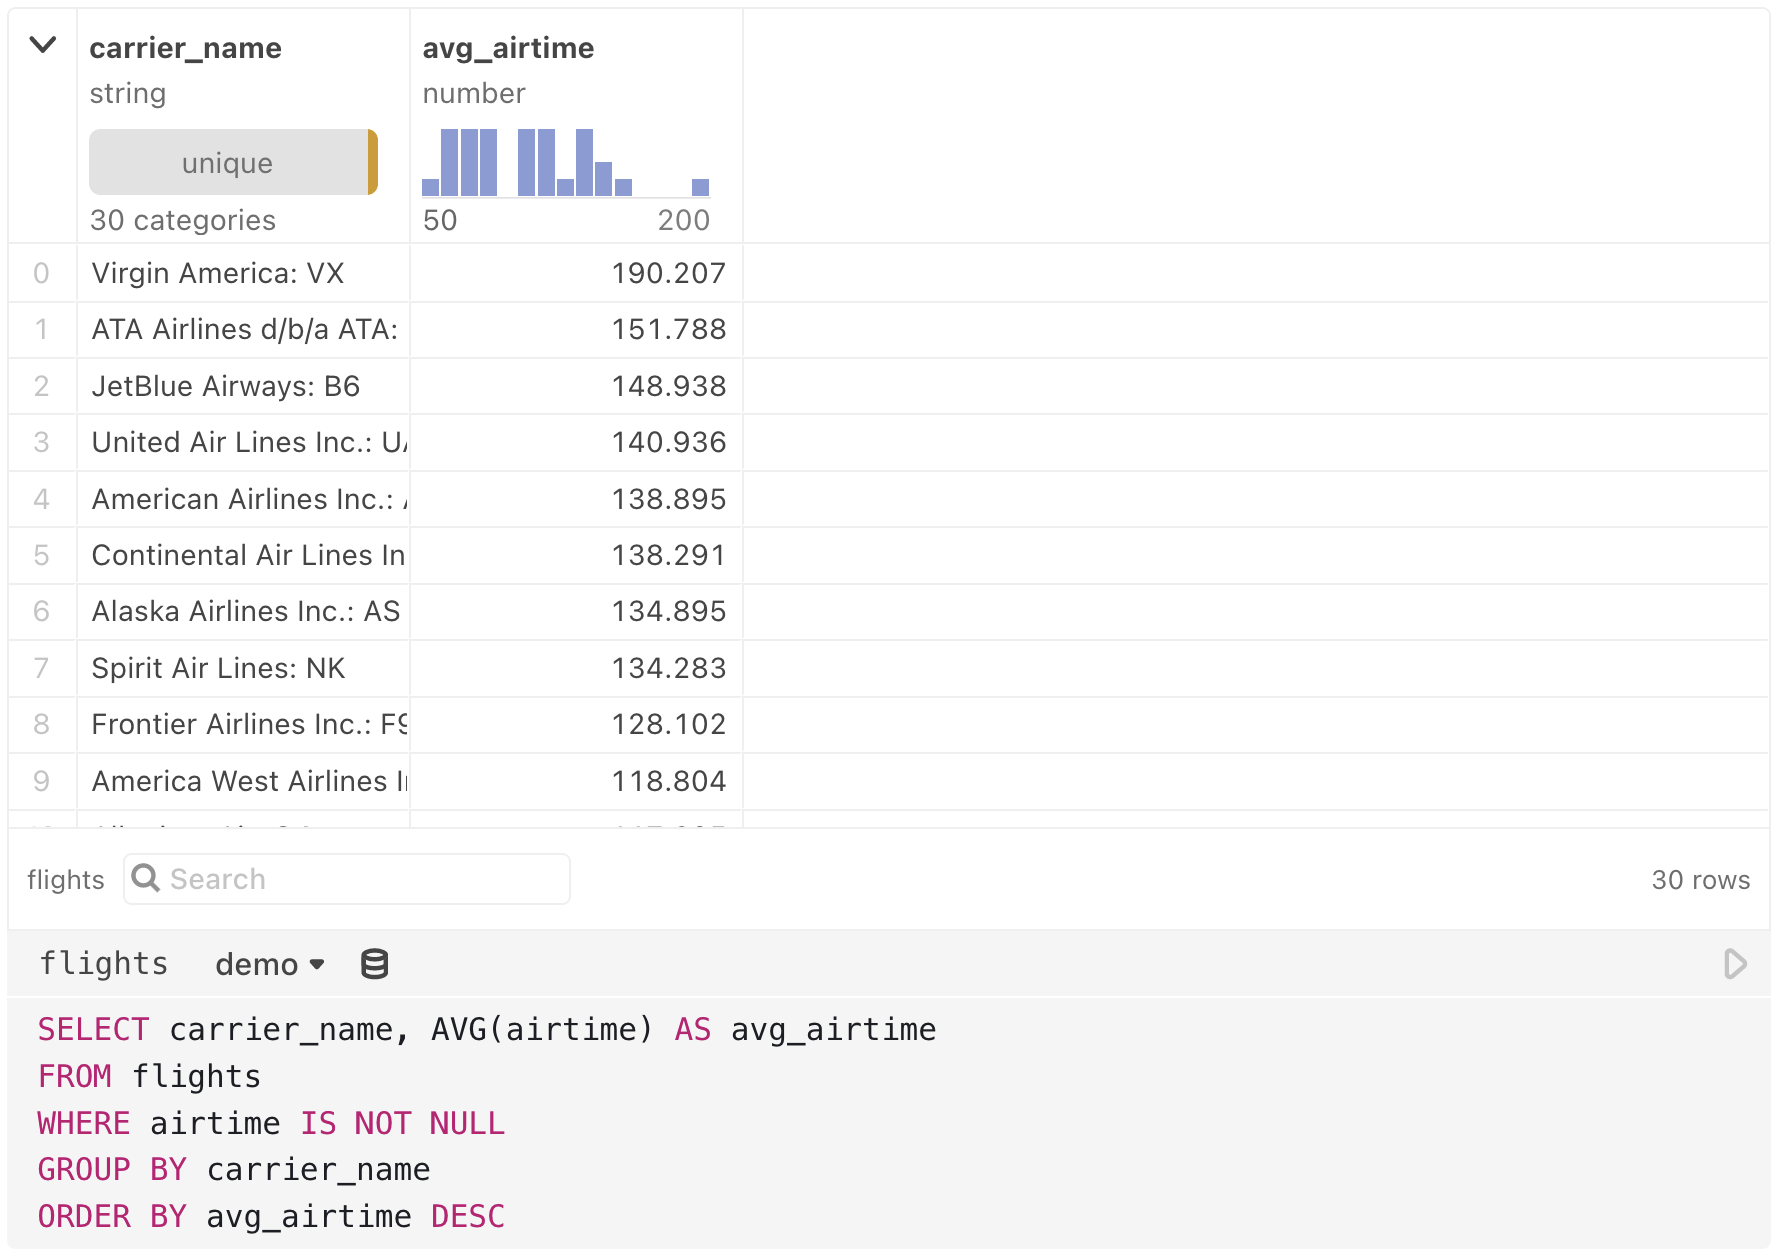 carrier_name avg_airtime
string number
unique
30 categories 50 200
0 Virgin America: VX 190.207
1 ATA Airlines d/b/a ATA: 151.788
2 JetBlue Airways: B6 148.938
3 United Air Lines Inc.: UA 140.936
4 American Airlines Inc.: 138.895
5 Continental Air Lines In 138.291
6 Alaska Airlines Inc.: AS 134.895
7 Spirit Air Lines: NK 134.283
8 Frontier Airlines Inc.: F9 128.102
9 America West Airlines I 118.804
flights Search 30 rows
flights demo
SELECT carrier_name, AVG(airtime) AS avg_airtime
FROM flights
WHERE airtime IS NOT NULL
GROUP BY carrier_name
ORDER BY avg_airtime DESC